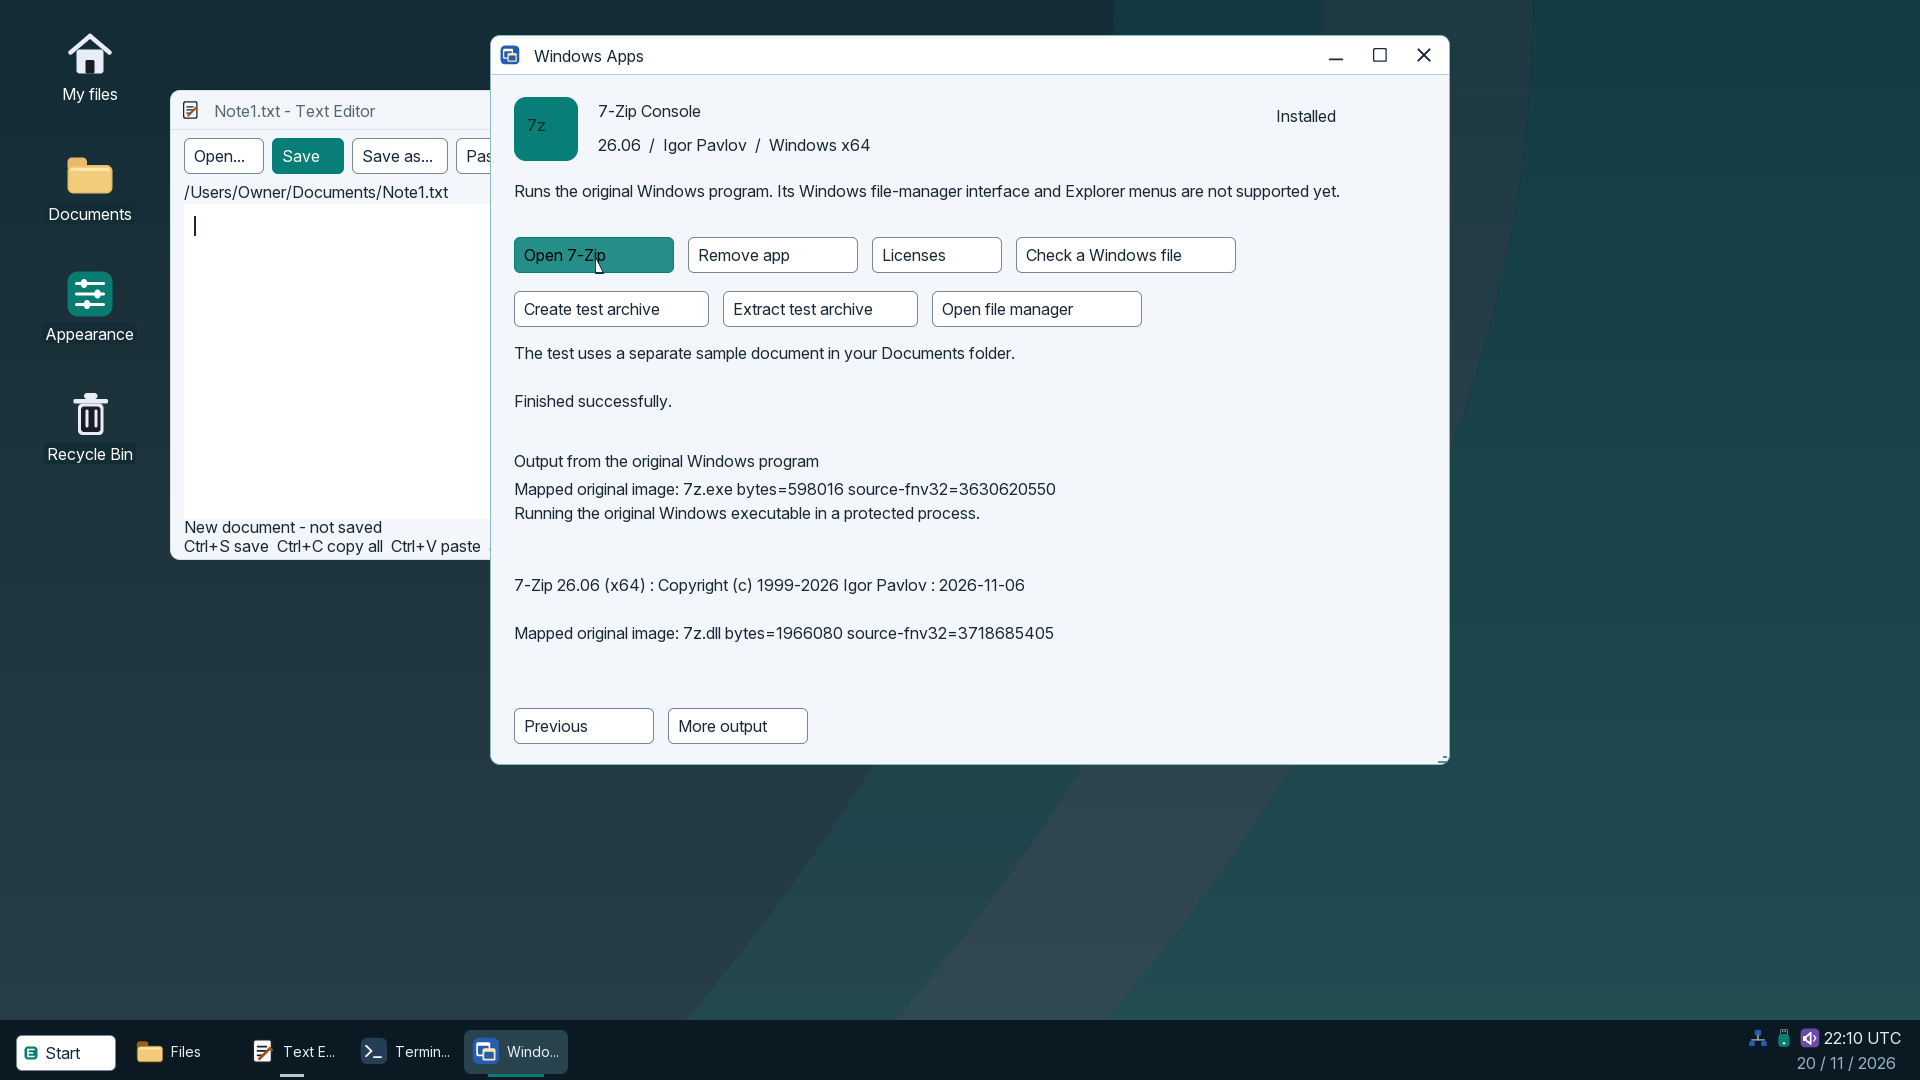 My files
Documents
Appearance
Recycle Bin
Note1.txt - Text Editor
Open...
Save
Save as...
Pas
/Users/Owner/Documents/Note1.txt
New document - not saved
Ctrl+S save Ctrl+C copy all Ctrl+V paste
Windows Apps
7z
7-Zip Console
Installed
26.06 / Igor Pavlov / Windows x64
Runs the original Windows program. Its Windows file-manager interface and Explorer menus are not supported yet.
Open 7-Zip
Remove app
Licenses
Check a Windows file
Create test archive
Extract test archive
Open file manager
The test uses a separate sample document in your Documents folder.
Finished successfully.
Output from the original Windows program
Mapped original image: 7z.exe bytes=598016 source-fnv32=3630620550
Running the original Windows executable in a protected process.
7-Zip 26.06 (x64) : Copyright (c) 1999-2026 Igor Pavlov : 2026-11-06
Mapped original image: 7z.dll bytes=1966080 source-fnv32=3718685405
Previous
More output
Start
Files
Text E...
Termin...
Windo...
22:10 UTC
20 / 11 / 2026